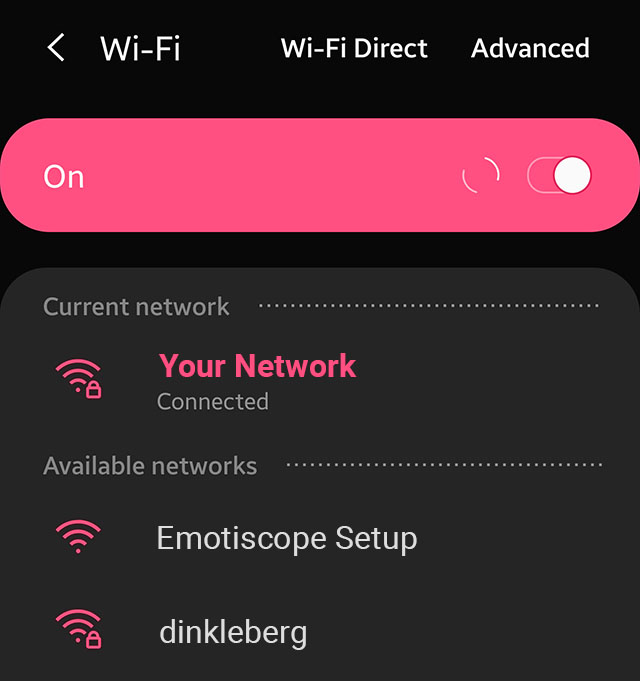 Wi-Fi Wi-Fi Direct Advanced
On
Current network
Your Network
Connected
Available networks
Emotiscope Setup
dinkleberg